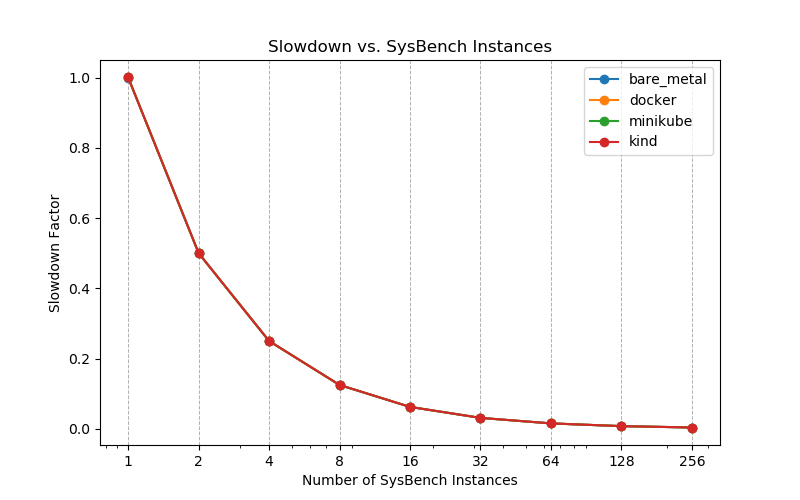 Slowdown vs. SysBench Instances
bare_metal
docker
minikube
kind
Slowdown Factor
1.0
0.8
0.6
0.4
0.2
0.0
1 2 4 8 16 32 64 128 256
Number of SysBench Instances